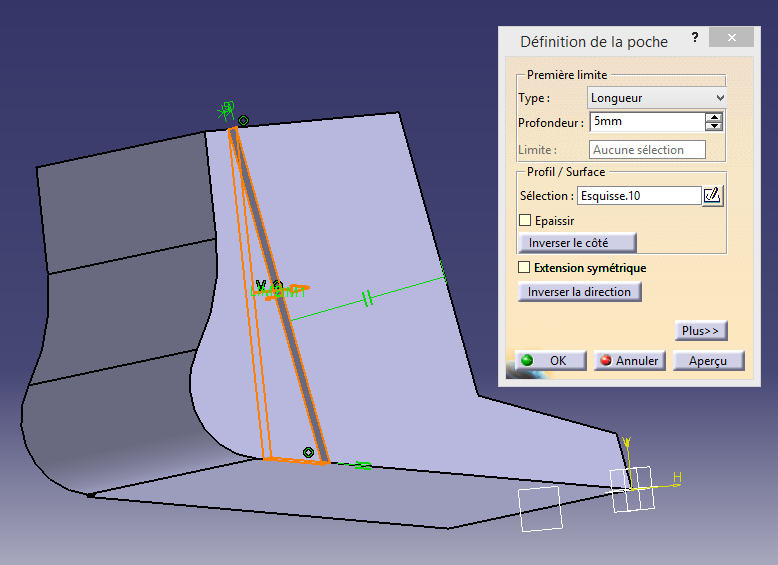 Définition de la poche
?
Première limite
Type :
Longueur
Profondeur :
5mm
Limite :
Aucune sélection
Profil / Surface
Sélection :
Esquisse.10
Epaissir
Inverser le côté
Extension symétrique
Inverser la direction
Plus>>
OK
Annuler
Aperçu
V
V
H